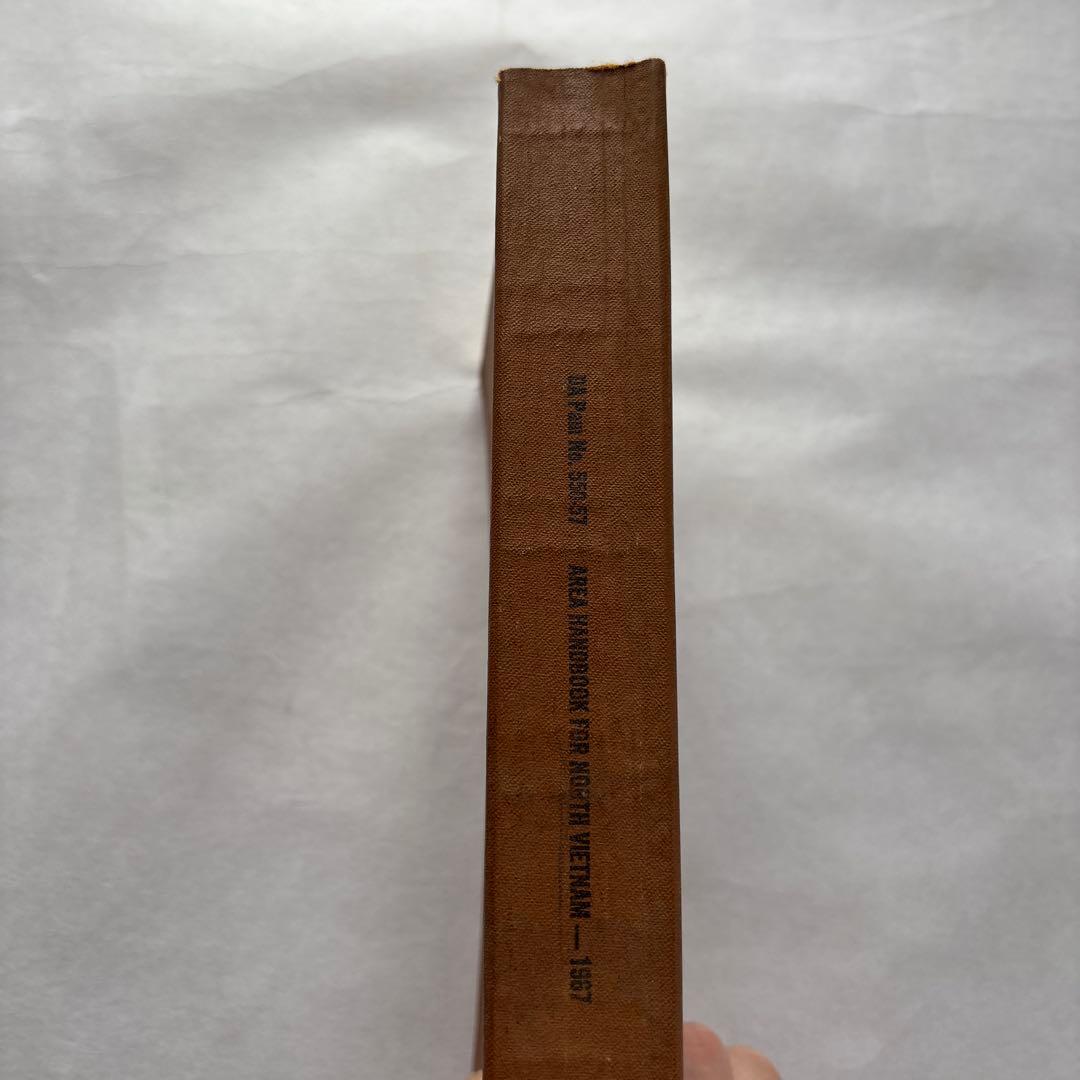 DA Pam No. 550-57 AREA HANDBOOK FOR NORTH VIETNAM — 1967